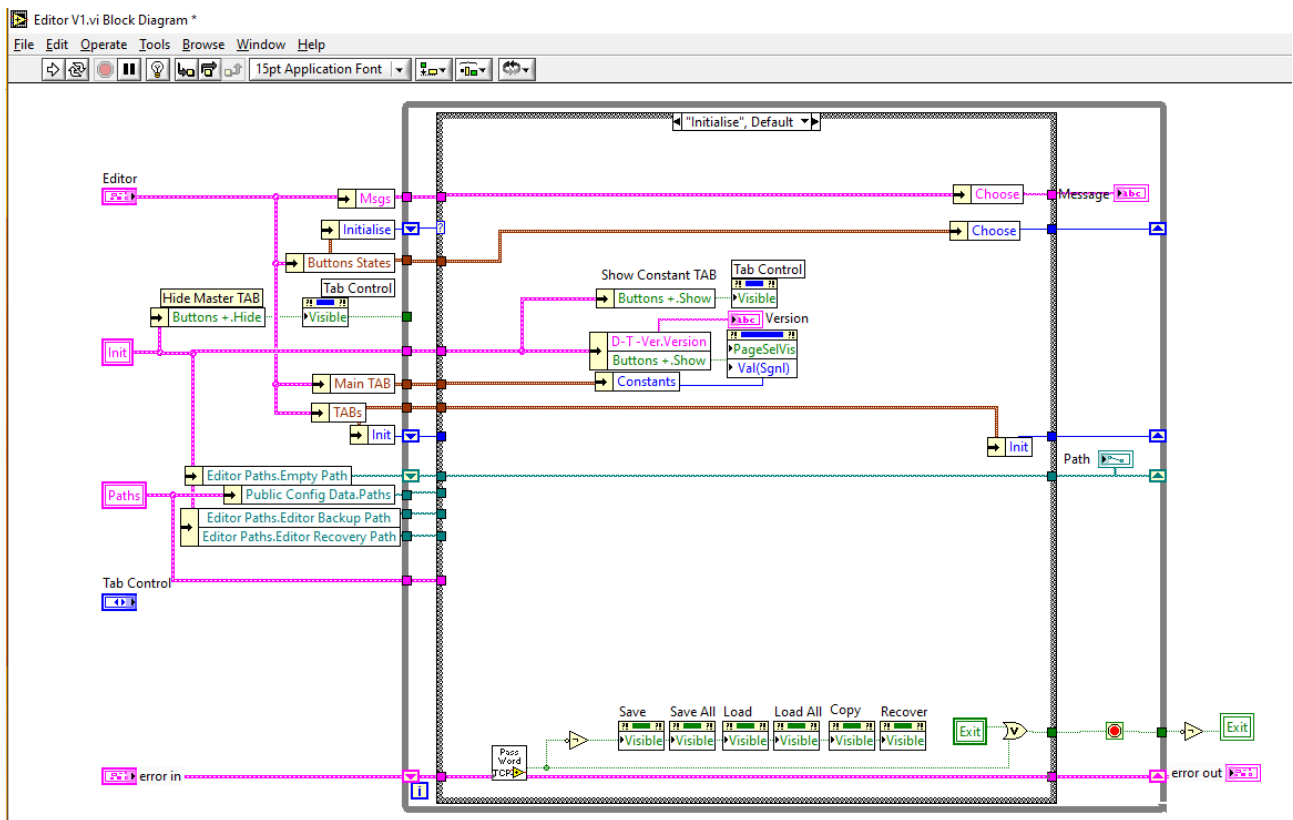 Editor V1.vi Block Diagram *
File Edit Operate Tools Browse Window Help
15pt Application Font
"Initialise", Default
Editor
Msgs
Choose
Message
abc
Initialise
?
Choose
Buttons States
Show Constant TAB
Tab Control
Tab Control
Hide Master TAB
Buttons +.Show
Visible
Buttons +.Hide
Visible
abc
Version
Init
D-T -Ver.Version
PageSelVis
Buttons +.Show
Val(Sgnl)
Main TAB
Constants
TABs
Init
Init
Path
Editor Paths.Empty Path
Paths
Public Config Data.Paths
Editor Paths.Editor Backup Path
Editor Paths.Editor Recovery Path
Tab Control
Save
Save All
Load
Load All
Copy
Recover
Visible
Visible
Visible
Visible
Visible
Visible
Exit
V
Exit
Pass
Word
TCP
error in
error out
i